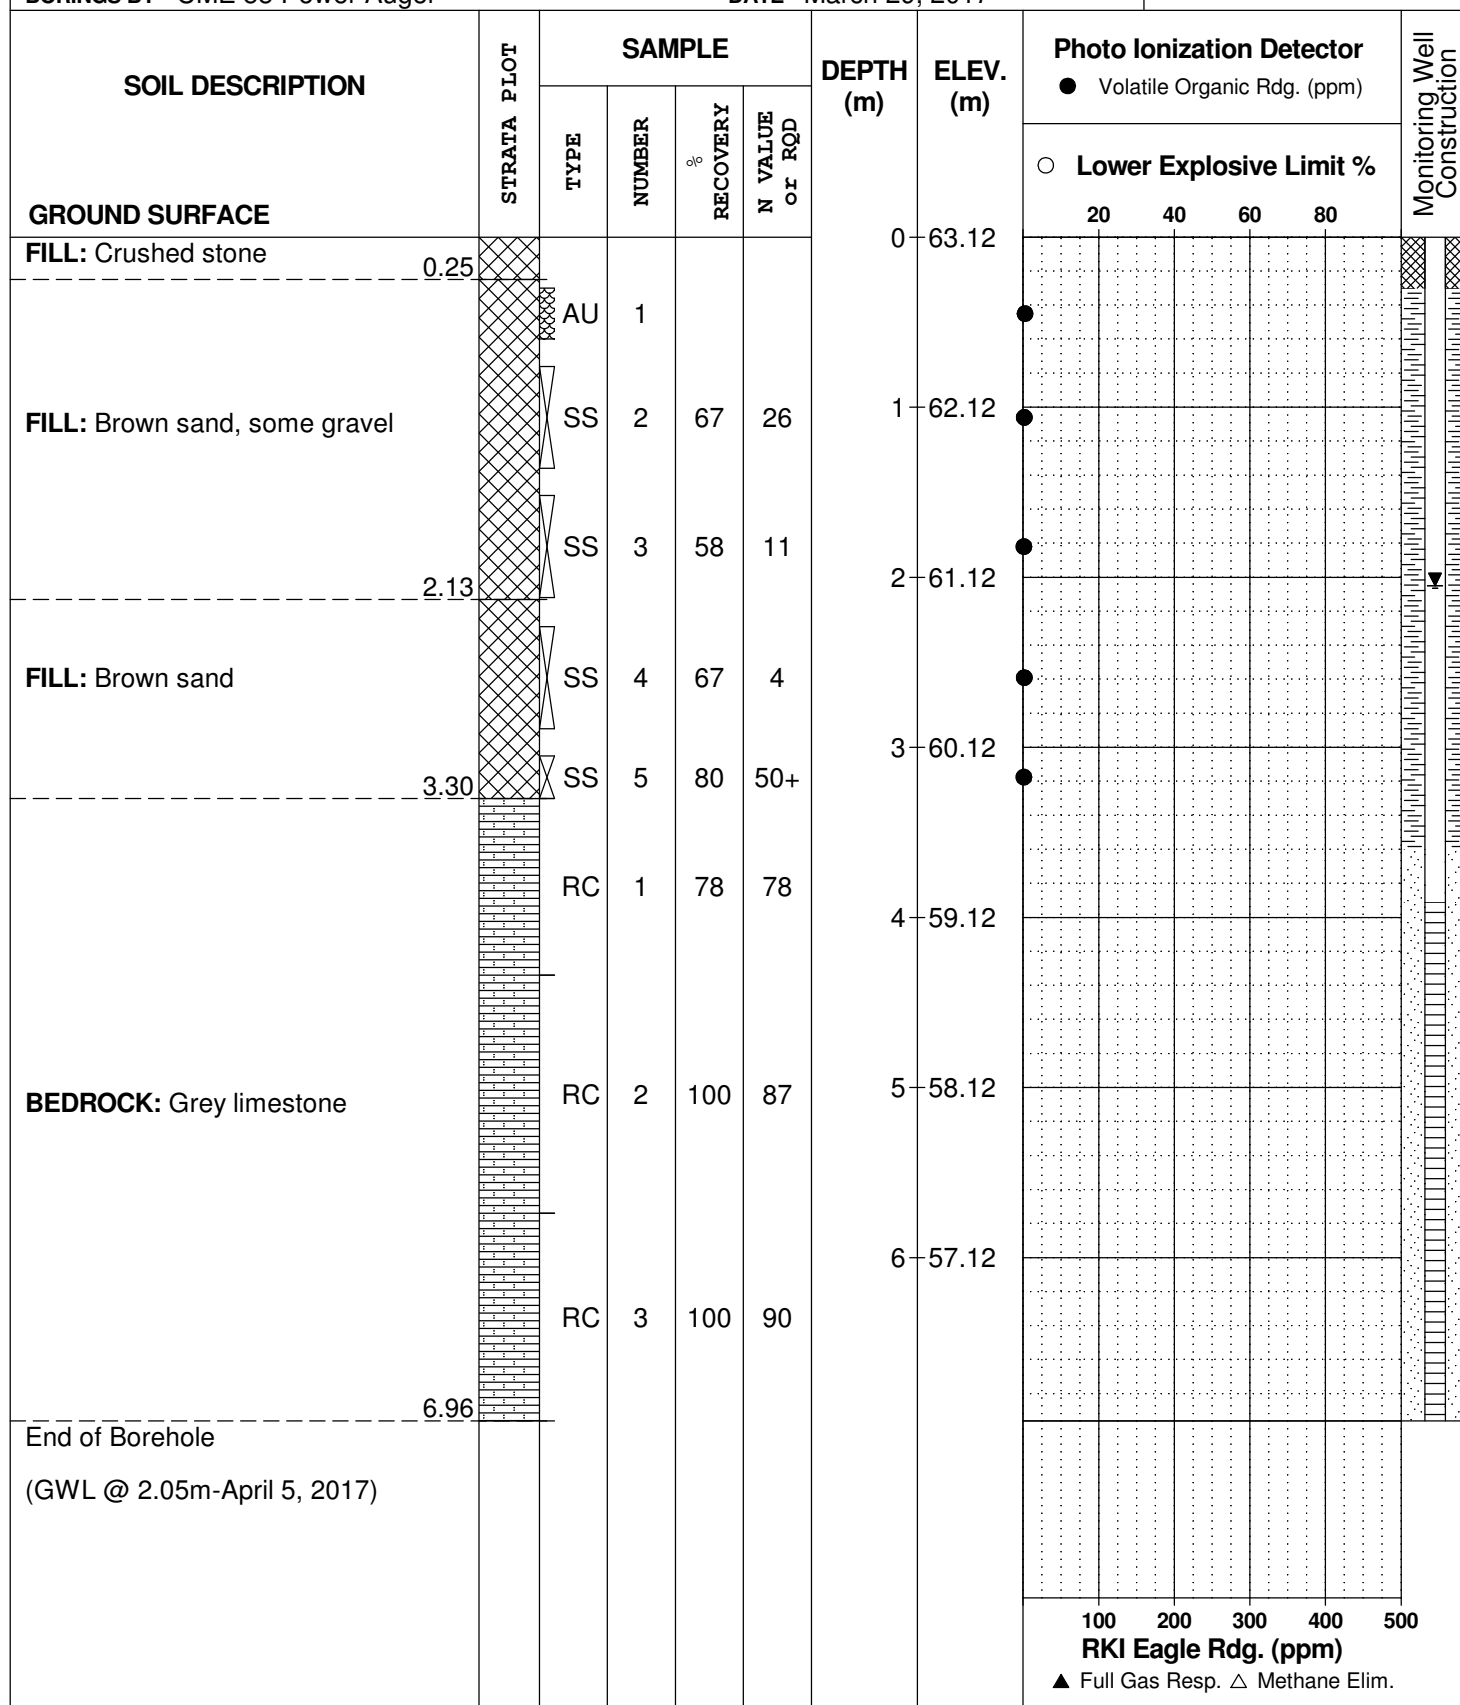 SOIL DESCRIPTION
GROUND SURFACE
STRATA PLOT
SAMPLE
TYPE
NUMBER
% RECOVERY
N VALUE or RQD
DEPTH (m)
ELEV. (m)
Photo Ionization Detector
● Volatile Organic Rdg. (ppm)
○ Lower Explosive Limit %
20 40 60 80
Monitoring Well Construction
0 63.12
FILL: Crushed stone
0.25
AU 1
FILL: Brown sand, some gravel
SS 2 67 26
1 62.12
SS 3 58 11
2 61.12
2.13
FILL: Brown sand
SS 4 67 4
3 60.12
SS 5 80 50+
3.30
RC 1 78 78
4 59.12
BEDROCK: Grey limestone
RC 2 100 87
5 58.12
6 57.12
RC 3 100 90
6.96
End of Borehole
(GWL @ 2.05m-April 5, 2017)
100 200 300 400 500
RKI Eagle Rdg. (ppm)
▲ Full Gas Resp. △ Methane Elim.